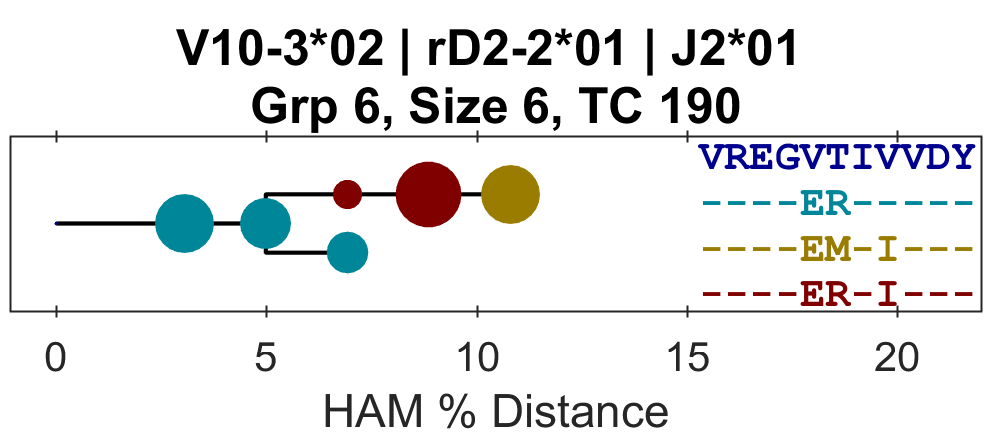 V10-3*02 | rD2-2*01 | J2*01
Grp 6, Size 6, TC 190
VREGVTIVVDY
----ER-----
----EM-I---
----ER-I---
0 5 10 15 20
HAM % Distance